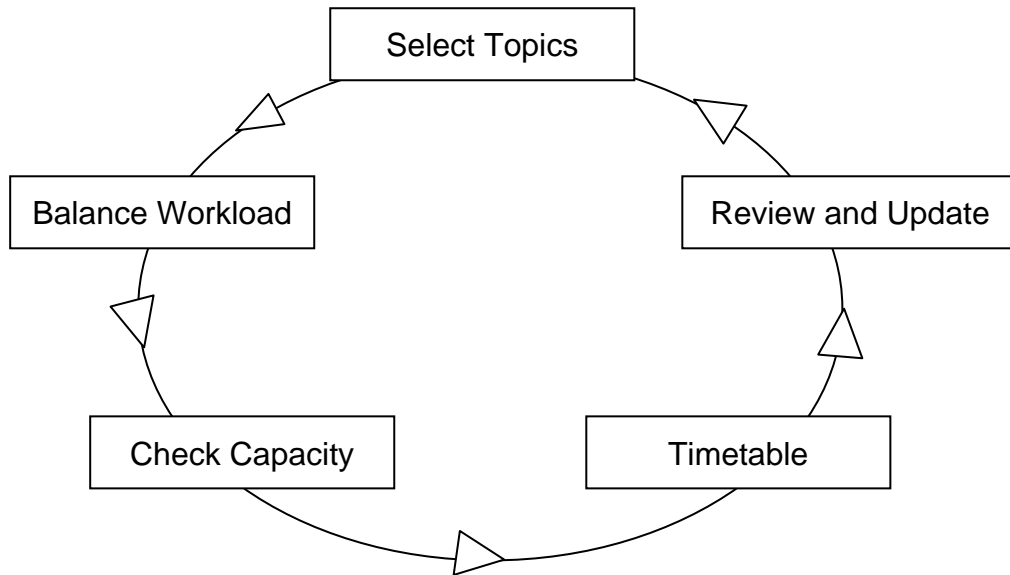 Select Topics
Balance Workload
Review and Update
Check Capacity
Timetable